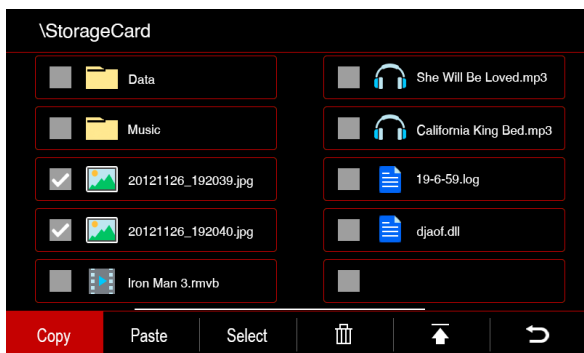 \StorageCard
Data
She Will Be Loved.mp3
Music
California King Bed.mp3
20121126_192039.jpg
19-6-59.log
20121126_192040.jpg
djaof.dll
Iron Man 3.rmvb
Copy Paste Select